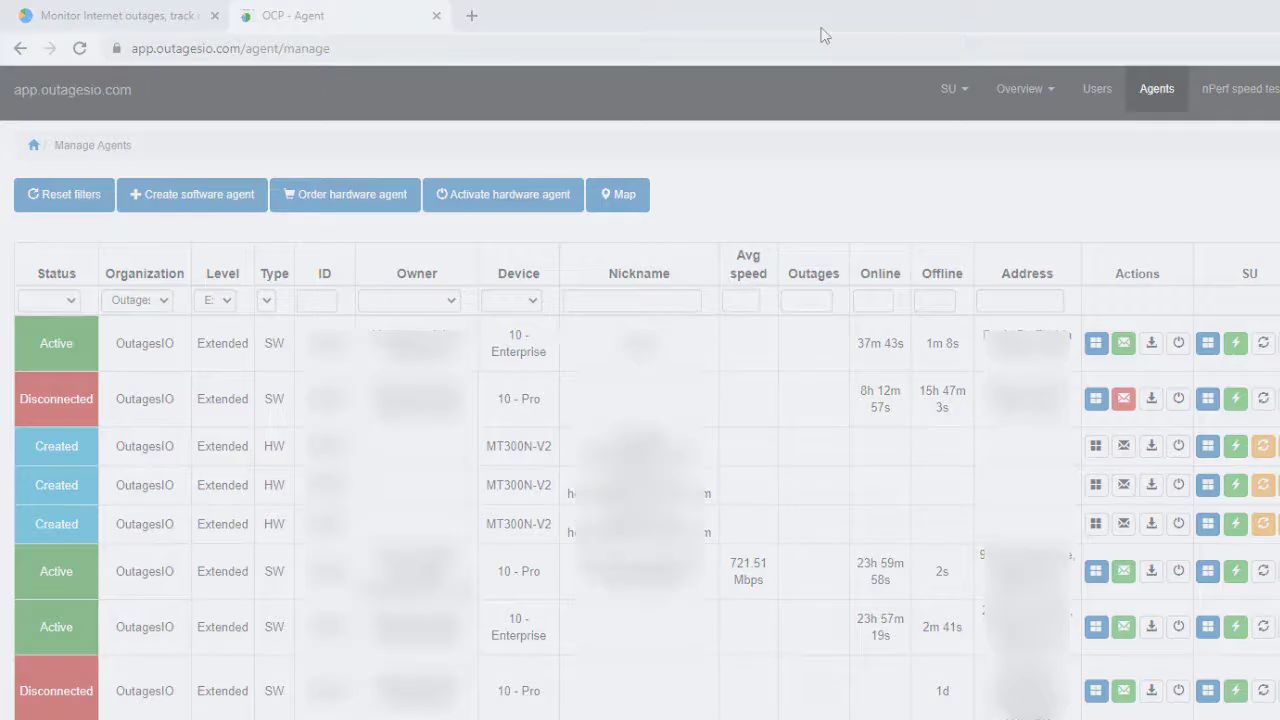 Monitor Internet outages, track
OCP - Agent
app.outagesio.com/agent/manage
app.outagesio.com
SU
Overview
Users
Agents
nPerf speed tes
Manage Agents
Reset filters
Create software agent
Order hardware agent
Activate hardware agent
Map
Status Organization Level Type ID Owner Device Nickname Avg speed Outages Online Offline Address Actions SU
Outages E:
Active OutagesIO Extended SW 10 - Enterprise 37m 43s 1m 8s
Disconnected OutagesIO Extended SW 10 - Pro 8h 12m 57s 15h 47m 3s
Created OutagesIO Extended HW MT300N-V2
Created OutagesIO Extended HW MT300N-V2
Created OutagesIO Extended HW MT300N-V2
Active OutagesIO Extended SW 10 - Pro 721.51 Mbps 23h 59m 58s 2s
Active OutagesIO Extended SW 10 - Enterprise 23h 57m 19s 2m 41s
Disconnected OutagesIO Extended SW 10 - Pro 1d